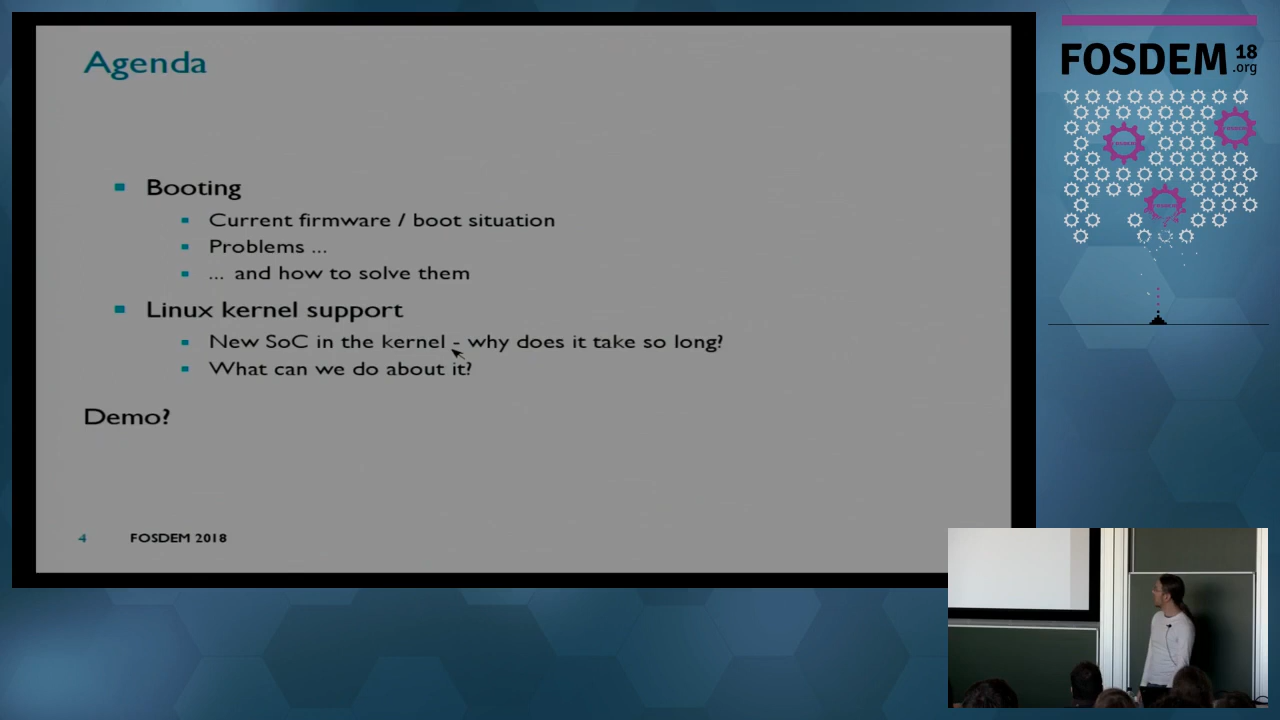 Agenda
Booting
Current firmware / boot situation
Problems ...
... and how to solve them
Linux kernel support
New SoC in the kernel - why does it take so long?
What can we do about it?
Demo?
4 FOSDEM 2018
FOSDEM 18
.org